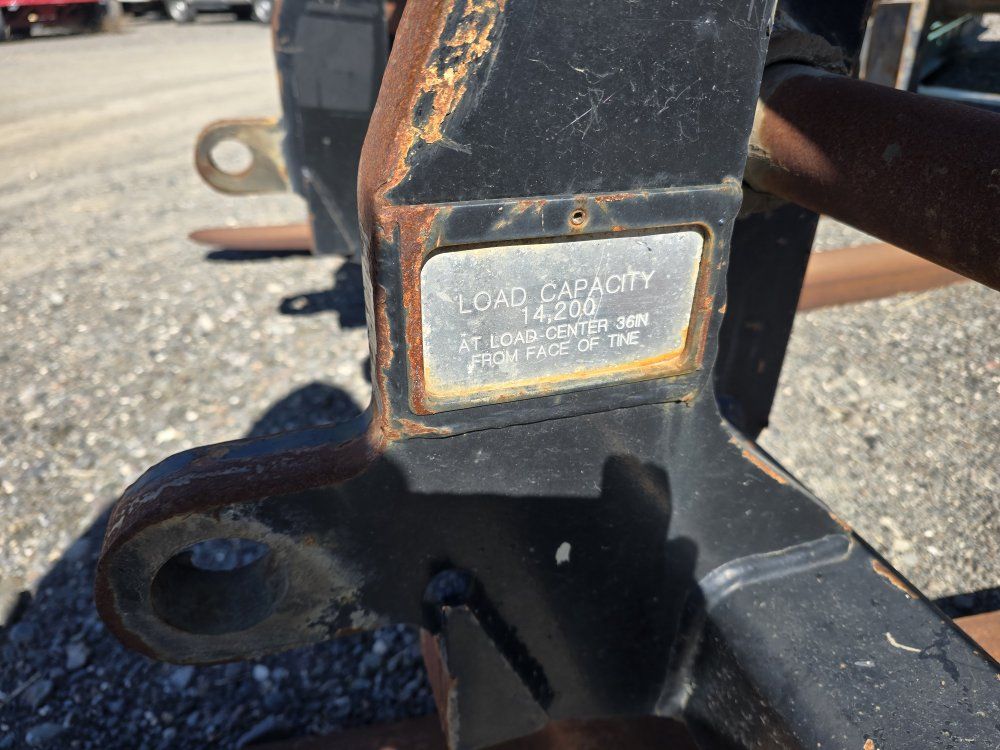 LOAD CAPACITY
14,200
AT LOAD-CENTER 36IN
FROM FACE OF TINE